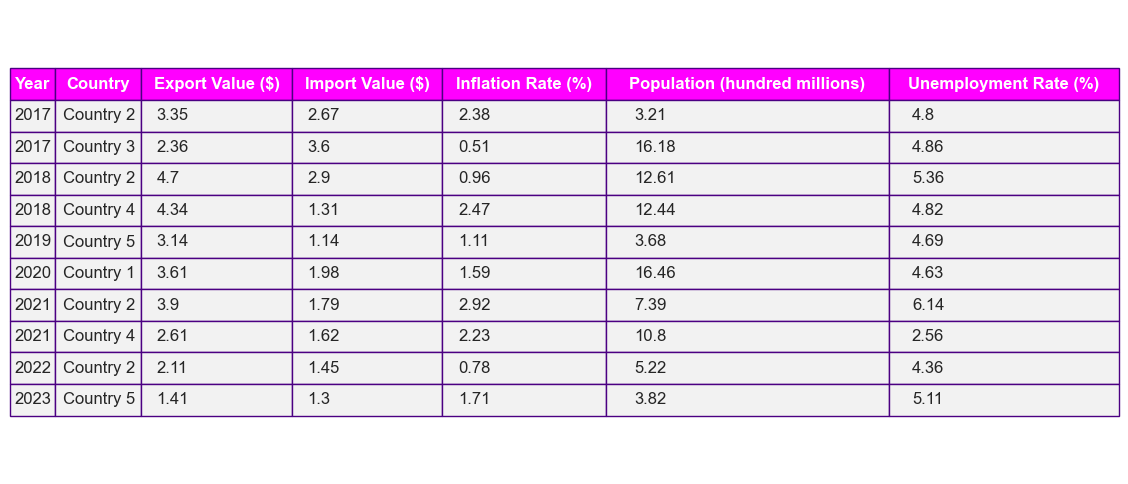 Year Country Export Value ($) Import Value ($) Inflation Rate (%) Population (hundred millions) Unemployment Rate (%)
2017 Country 2 3.35 2.67 2.38 3.21 4.8
2017 Country 3 2.36 3.6 0.51 16.18 4.86
2018 Country 2 4.7 2.9 0.96 12.61 5.36
2018 Country 4 4.34 1.31 2.47 12.44 4.82
2019 Country 5 3.14 1.14 1.11 3.68 4.69
2020 Country 1 3.61 1.98 1.59 16.46 4.63
2021 Country 2 3.9 1.79 2.92 7.39 6.14
2021 Country 4 2.61 1.62 2.23 10.8 2.56
2022 Country 2 2.11 1.45 0.78 5.22 4.36
2023 Country 5 1.41 1.3 1.71 3.82 5.11